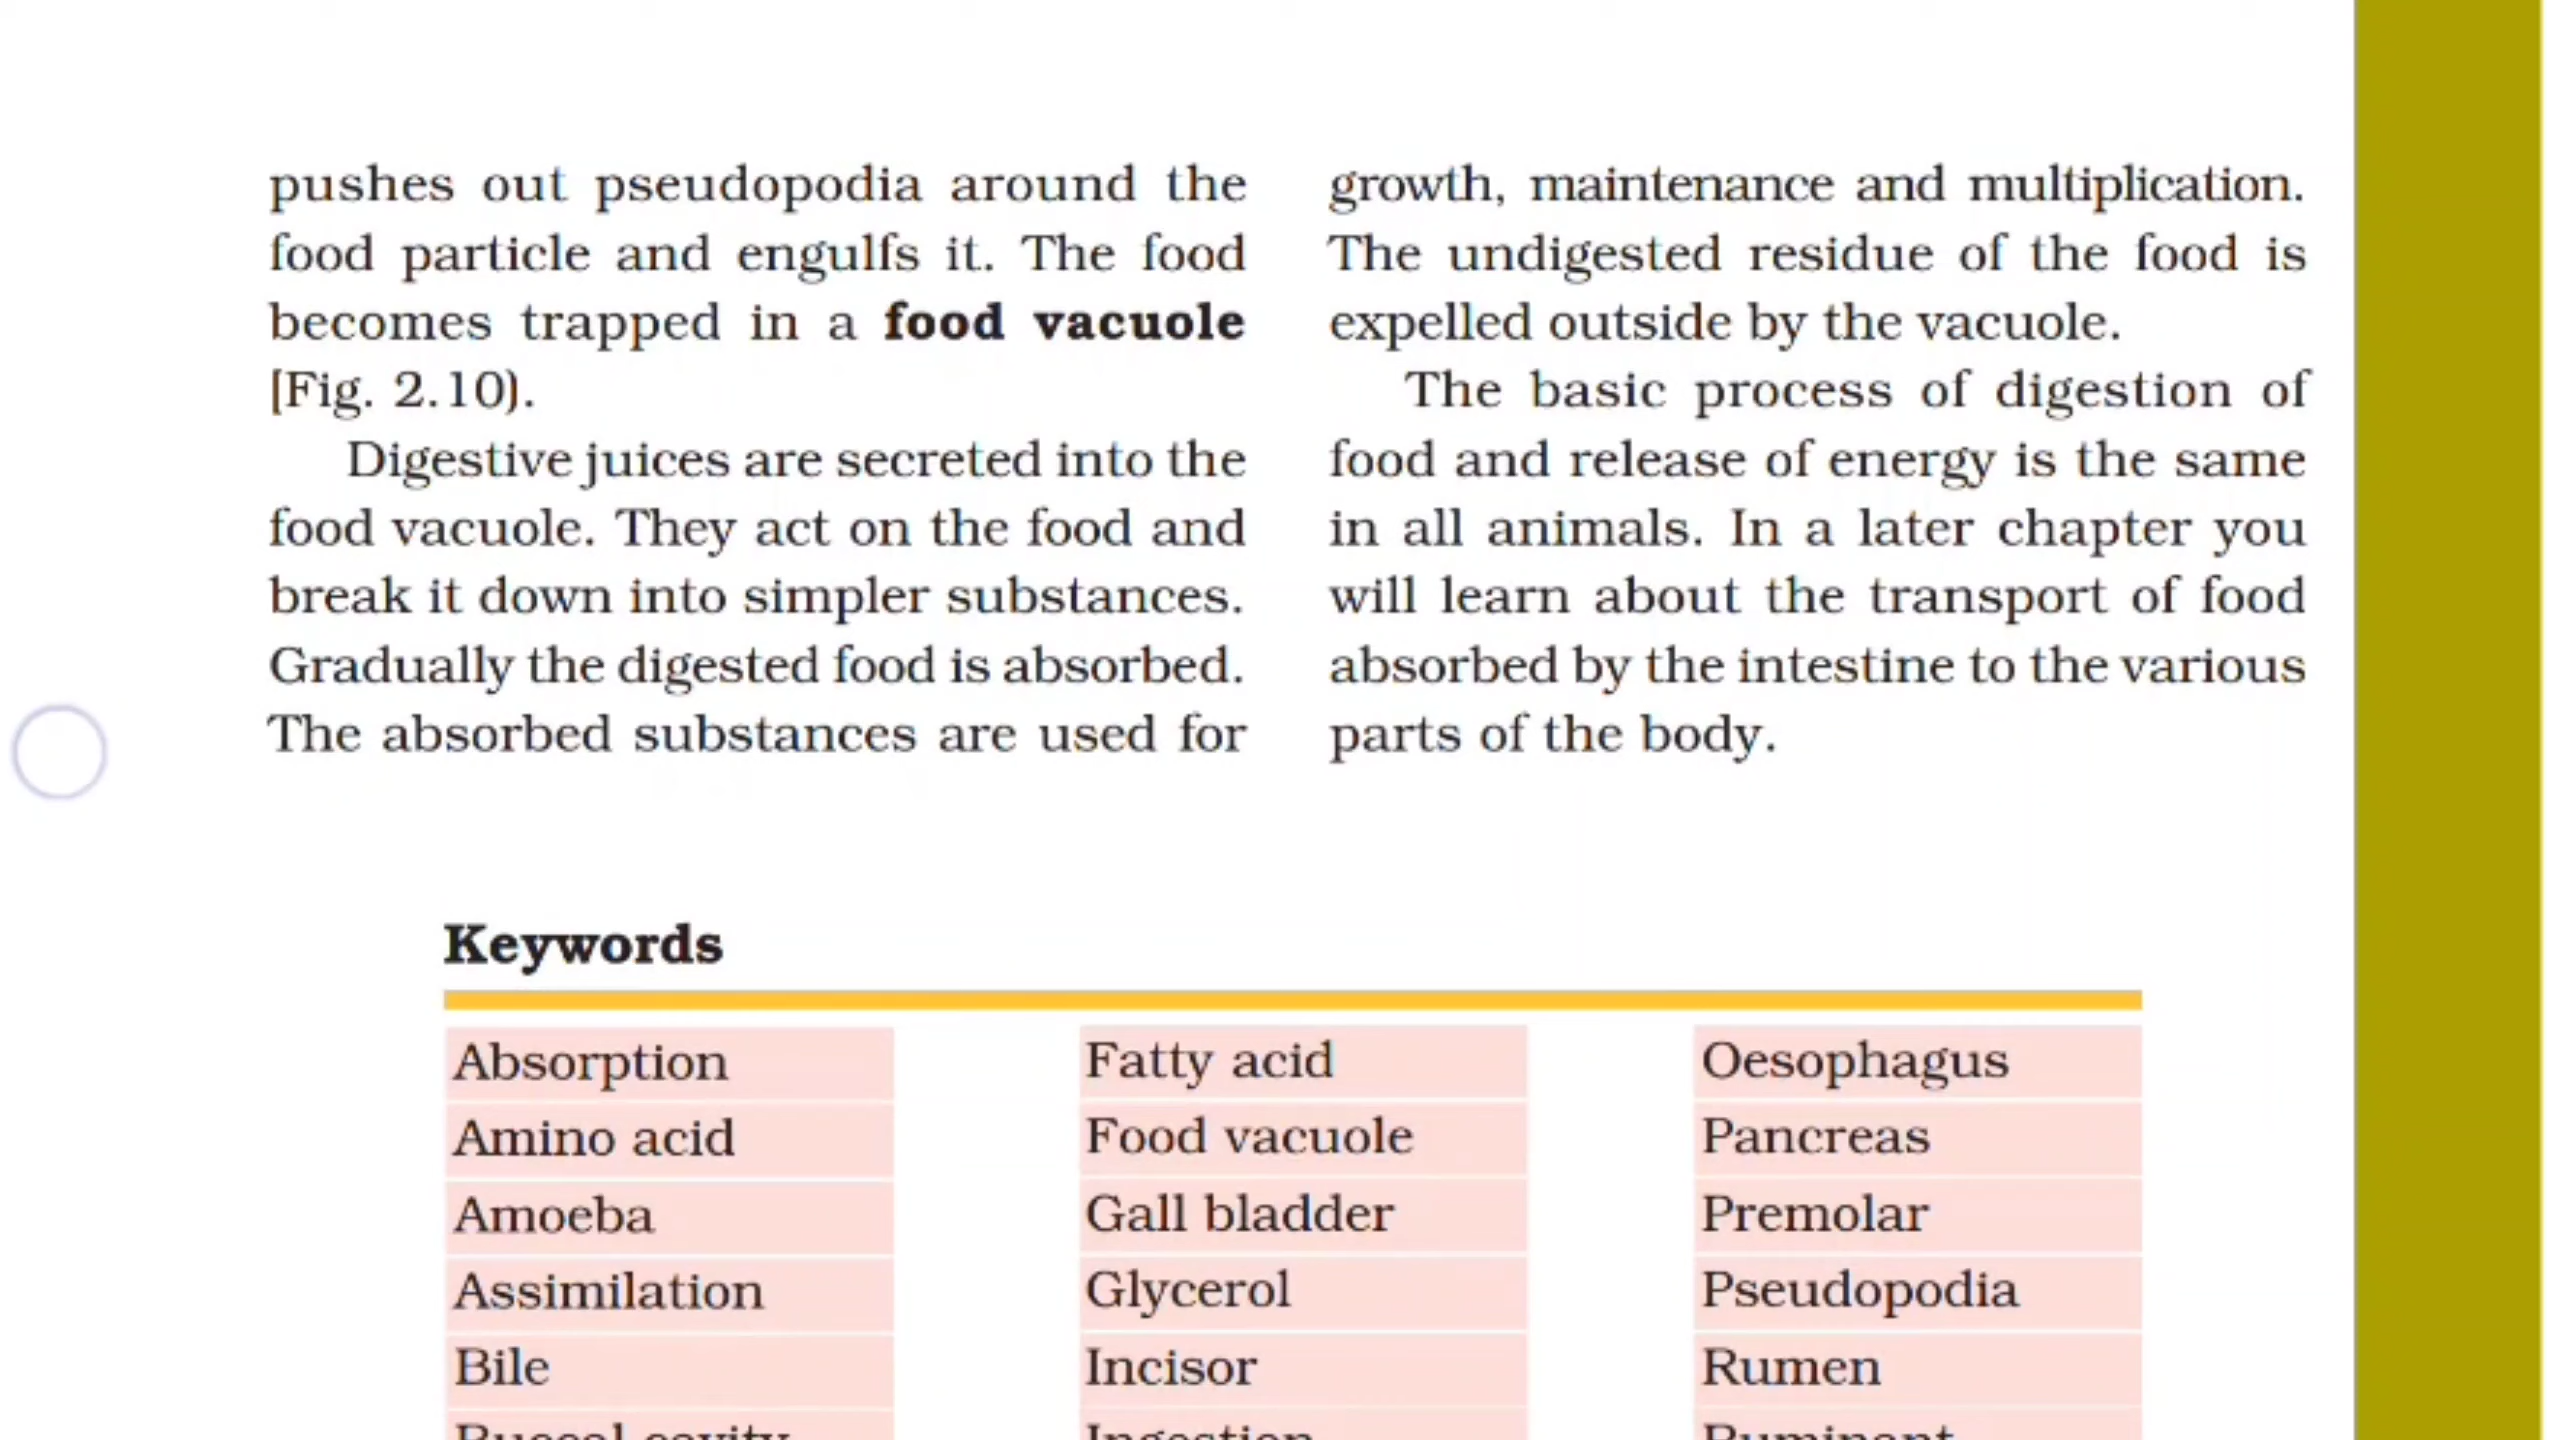 pushes out pseudopodia around the
food particle and engulfs it. The food
becomes trapped in a food vacuole
[Fig. 2.10).
Digestive juices are secreted into the
food vacuole. They act on the food and
break it down into simpler substances.
Gradually the digested food is absorbed.
The absorbed substances are used for
growth, maintenance and multiplication.
The undigested residue of the food is
expelled outside by the vacuole.
The basic process of digestion of
food and release of energy is the same
in all animals. In a later chapter you
will learn about the transport of food
absorbed by the intestine to the various
parts of the body.
Keywords
Absorption
Amino acid
Amoeba
Assimilation
Bile
Buccal cavity
Fatty acid
Food vacuole
Gall bladder
Glycerol
Incisor
Ingestion
Oesophagus
Pancreas
Premolar
Pseudopodia
Rumen
Ruminant